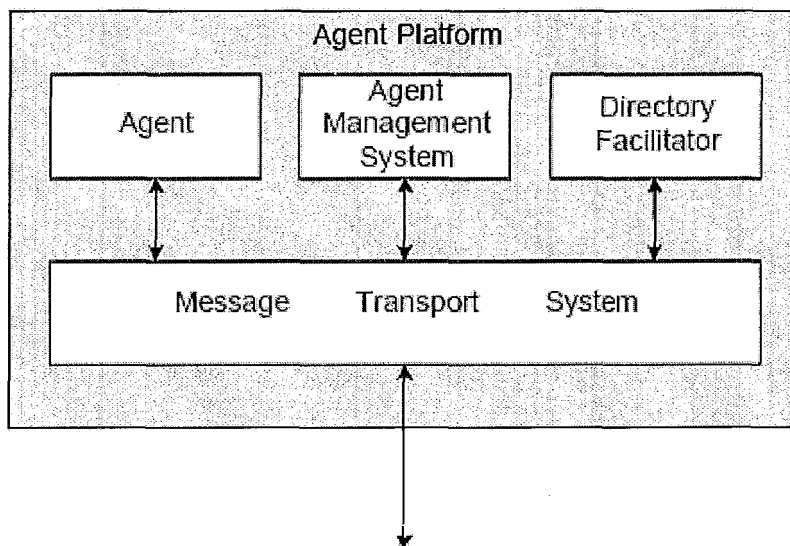 Agent Platform
Agent
Agent
Management
System
Directory
Facilitator
Message Transport System